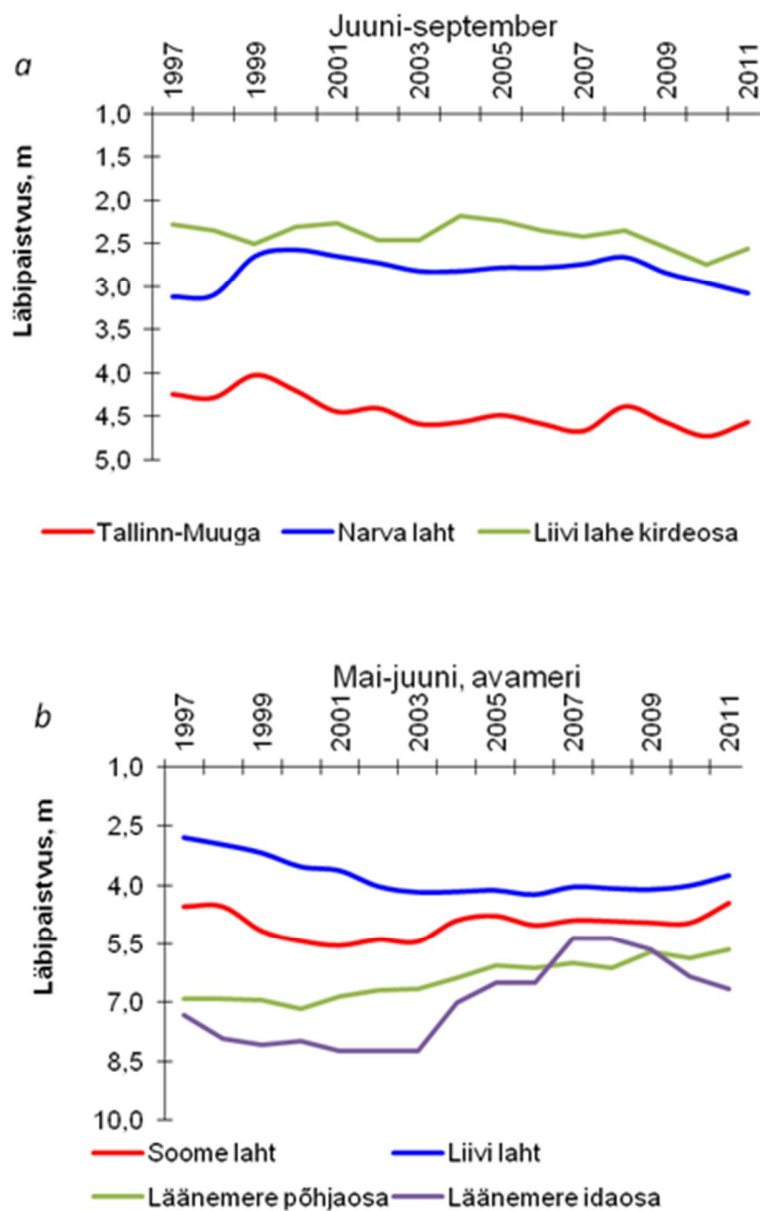 Juuni-september
a
1997 1999 2001 2003 2005 2007 2009 2011
Läbipaistvus, m
1,0
1,5
2,0
2,5
3,0
3,5
4,0
4,5
5,0
Tallinn-Muuga Narva laht Liivi lahe kirdeosa
Mai-juuni, avameri
b
1997 1999 2001 2003 2005 2007 2009 2011
Läbipaistvus, m
1,0
2,5
4,0
5,5
7,0
8,5
10,0
Soome laht Liivi laht
Läänemere põhjaosa Läänemere idaosa